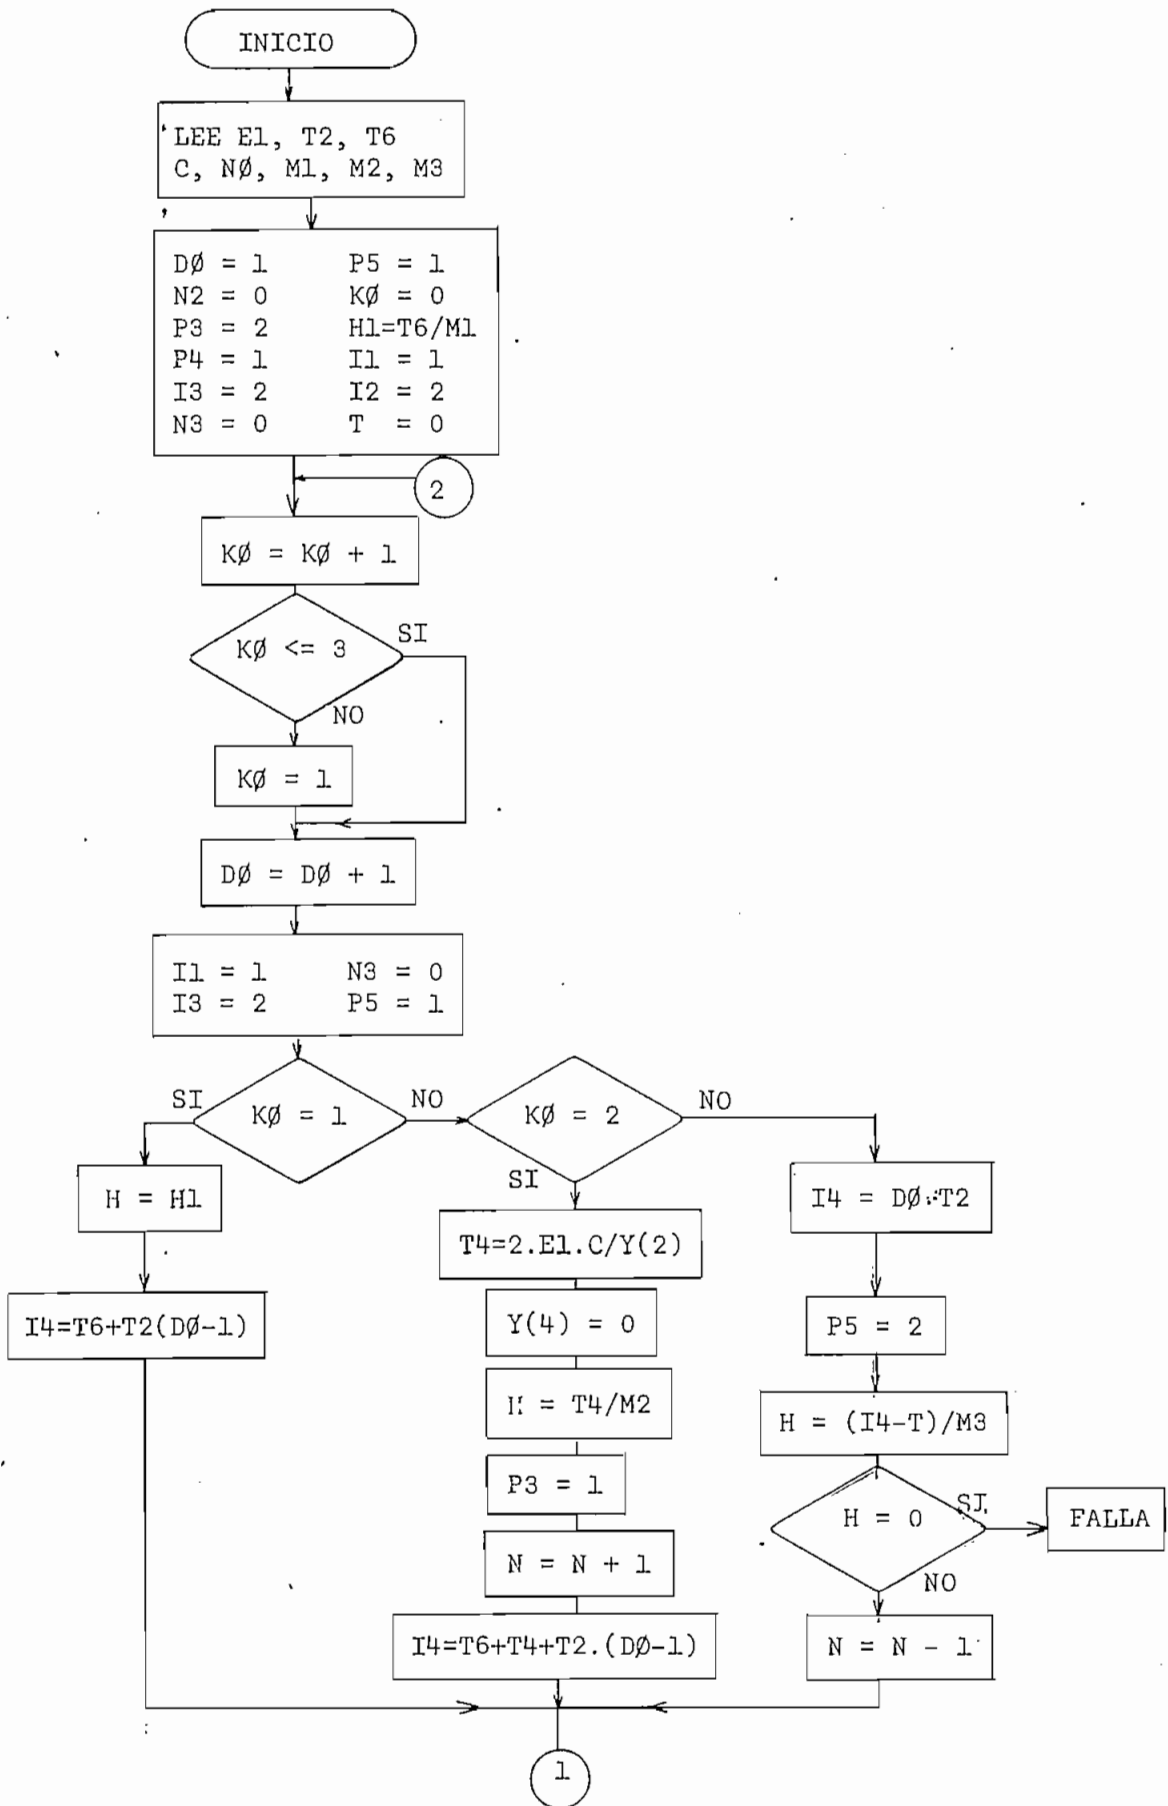 INICIO
LEE E1, T2, T6
C, NØ, M1, M2, M3
DØ = 1 P5 = 1
N2 = 0 KØ = 0
P3 = 2 H1=T6/M1
P4 = 1 I1 = 1
I3 = 2 I2 = 2
N3 = 0 T = 0
2
KØ = KØ + 1
KØ <= 3
SI
NO
KØ = 1
DØ = DØ + 1
I1 = 1 N3 = 0
I3 = 2 P5 = 1
SI
KØ = 1
NO
KØ = 2
NO
SI
H = H1
I4=T6+T2(DØ-1)
T4=2.E1.C/Y(2)
Y(4) = 0
H = T4/M2
P3 = 1
N = N + 1
I4=T6+T4+T2.(DØ-1)
I4 = DØ.T2
P5 = 2
H = (I4-T)/M3
H = 0
SI
FALLA
NO
N = N - 1
1